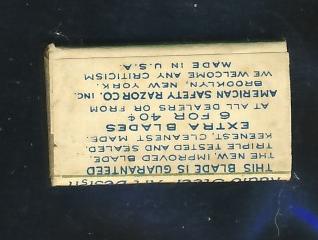 THIS BLADE IS GUARANTEED
THE NEW, IMPROVED BLADE.
TRIPLE TESTED AND SEALED.
KEENEST, CLEANEST MADE.
EXTRA BLADES
6 FOR 40¢
AT ALL DEALERS OR FROM
AMERICAN SAFETY RAZOR CO. INC.
BROOKLYN, NEW YORK.
WE WELCOME ANY CRITICISM
MADE IN U.S.A.